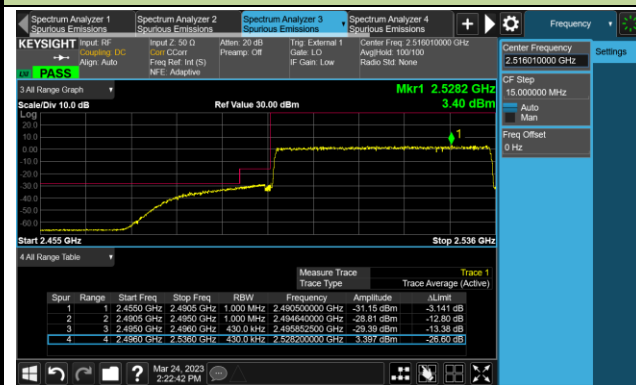 Spectrum Analyzer 1 Spectrum Analyzer 2 Spectrum Analyzer 3 Spectrum Analyzer 4 Frequency
Spurious Emissions Spurious Emissions Spurious Emissions Spurious Emissions
KEYSIGHT Input: RF Input Z: 50 Ω Atten: 20 dB Trig: External 1 Center Freq: 2.516010000 GHz
Coupling: DC Corr CCorr Preamp: Off Gate: LO Avg|Hold: 100/100
Align: Auto Freq Ref: Int (S) IF Gain: Low Radio Std: None
NFE: Adaptive
PASS
Center Frequency Settings
2.516010000 GHz
CF Step
15.000000 MHz
Auto
Man
Freq Offset
0 Hz
3 All Range Graph Mkr1 2.5282 GHz
Scale/Div 10.0 dB Ref Value 30.00 dBm 3.40 dBm
Log
20.0
10.0
0.00
-10.0
-20.0
-30.0
-40.0
-50.0
-60.0
1
Start 2.455 GHz Stop 2.536 GHz
4 All Range Table
Measure Trace Trace 1
Trace Type Trace Average (Active)
Spur Range Start Freq Stop Freq RBW Frequency Amplitude ΔLimit
1 1 2.4550 GHz 2.4905 GHz 1.000 MHz 2.490500000 GHz -31.15 dBm -3.141 dB
2 2 2.4905 GHz 2.4950 GHz 1.000 MHz 2.494640000 GHz -28.81 dBm -12.80 dB
3 3 2.4950 GHz 2.4960 GHz 430.0 kHz 2.495852500 GHz -29.39 dBm -13.38 dB
4 4 2.4960 GHz 2.5360 GHz 430.0 kHz 2.528200000 GHz 3.397 dBm -26.60 dB
Mar 24, 2023
2:22:42 PM